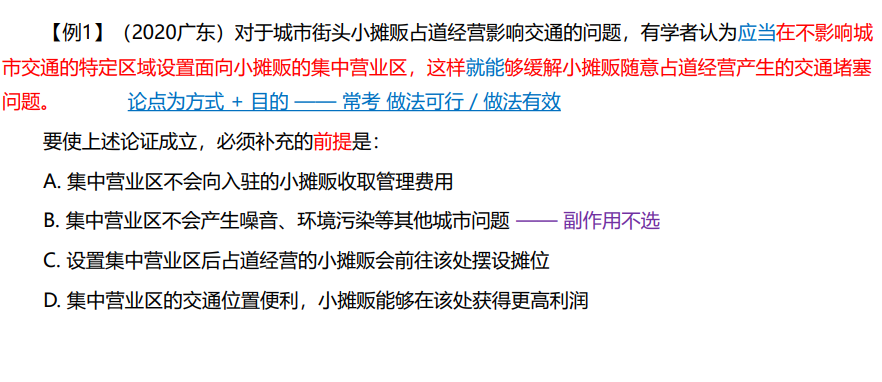 【例1】（2020广东）对于城市街头小摊贩占道经营影响交通的问题，有学者认为应当在不影响城
市交通的特定区域设置面向小摊贩的集中营业区，这样就能够缓解小摊贩随意占道经营产生的交通堵塞
问题。 论点为方式 + 目的 —— 常考 做法可行 / 做法有效
要使上述论证成立，必须补充的前提是：
A. 集中营业区不会向入驻的小摊贩收取管理费用
B. 集中营业区不会产生噪音、环境污染等其他城市问题 —— 副作用不选
C. 设置集中营业区后占道经营的小摊贩会前往该处摆设摊位
D. 集中营业区的交通位置便利，小摊贩能够在该处获得更高利润